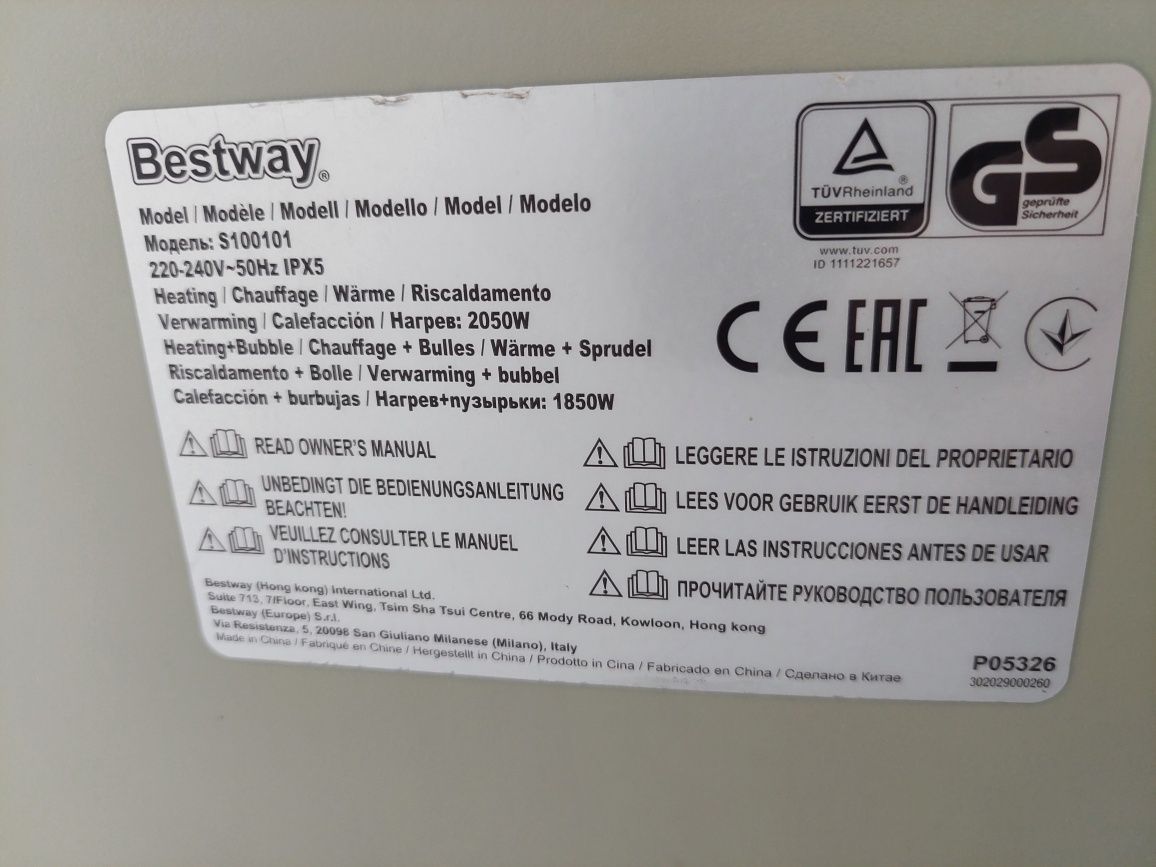 Bestway®
Model / Modèle / Modell / Modello / Model / Modelo
Модель: S100101
220-240V~50Hz IPX5
Heating / Chauffage / Wärme / Riscaldamento
Verwarming / Calefacción / Нагрев: 2050W
Heating+Bubble / Chauffage + Bulles / Wärme + Sprudel
Riscaldamento + Bolle / Verwarming + bubbel
Calefacción + burbujas / Нагрев+пузырьки: 1850W
TÜVRheinland®
ZERTIFIZIERT
GS
geprüfte
Sicherheit
www.tuv.com
ID 1111221657
CE EAC
READ OWNER'S MANUAL
UNBEDINGT DIE BEDIENUNGSANLEITUNG
BEACHTEN!
VEUILLEZ CONSULTER LE MANUEL
D'INSTRUCTIONS
LEGGERE LE ISTRUZIONI DEL PROPRIETARIO
LEES VOOR GEBRUIK EERST DE HANDLEIDING
LEER LAS INSTRUCCIONES ANTES DE USAR
ПРОЧИТАЙТЕ РУКОВОДСТВО ПОЛЬЗОВАТЕЛЯ
Bestway (Hong kong) International Ltd.
Suite 713, 7/Floor, East Wing, Tsim Sha Tsui Centre, 66 Mody Road, Kowloon, Hong kong
Bestway (Europe) S.r.l.
Via Resistenza, 5, 20098 San Giuliano Milanese (Milano), Italy
Made in China / Fabriqué en Chine / Hergestellt in China / Prodotto in Cina / Fabricado en China / Сделано в Китае
P05326
302029000260